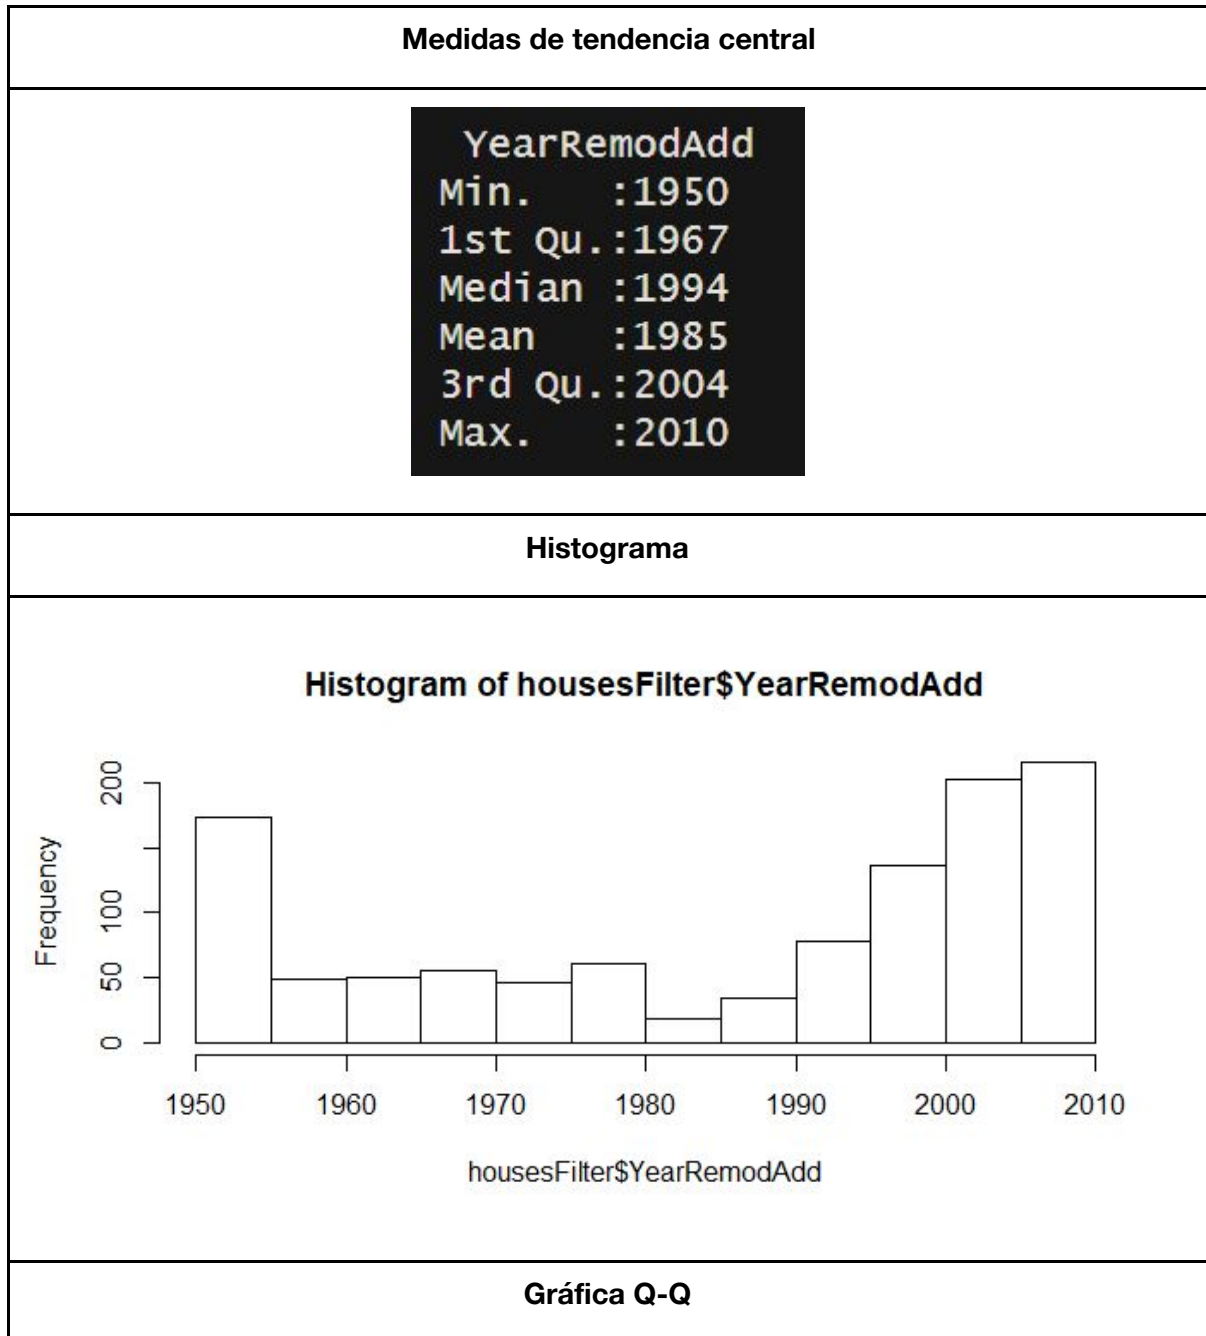 Medidas de tendencia central
YearRemodAdd
Min.   :1950
1st Qu.:1967
Median :1994
Mean   :1985
3rd Qu.:2004
Max.   :2010
Histograma
Histogram of housesFilter$YearRemodAdd
Frequency
200
100
50
0
1950 1960 1970 1980 1990 2000 2010
housesFilter$YearRemodAdd
Gráfica Q-Q